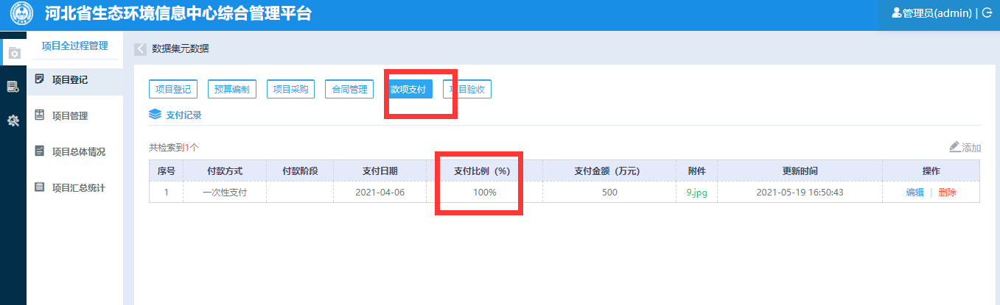 河北省生态环境信息中心综合管理平台
管理员(admin) |
项目全过程管理
项目登记
项目管理
项目总体情况
项目汇总统计
数据集元数据
项目登记 预算编制 项目采购 合同管理 款项支付 项目验收
支付记录
共检索到1个
添加
序号 付款方式 付款阶段 支付日期 支付比例（%） 支付金额（万元） 附件 更新时间 操作
1 一次性支付 2021-04-06 100% 500 9.jpg 2021-05-19 16:50:43 编辑 | 删除